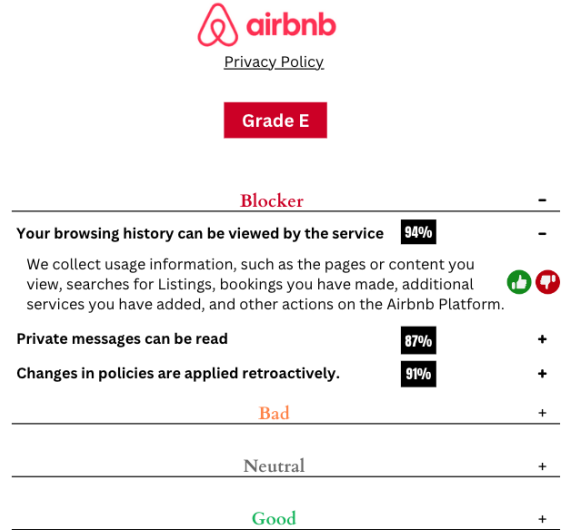 airbnb
Privacy Policy
Grade E
Blocker -
Your browsing history can be viewed by the service 94% -
We collect usage information, such as the pages or content you
view, searches for Listings, bookings you have made, additional
services you have added, and other actions on the Airbnb Platform.
Private messages can be read 87% +
Changes in policies are applied retroactively. 91% +
Bad +
Neutral +
Good +